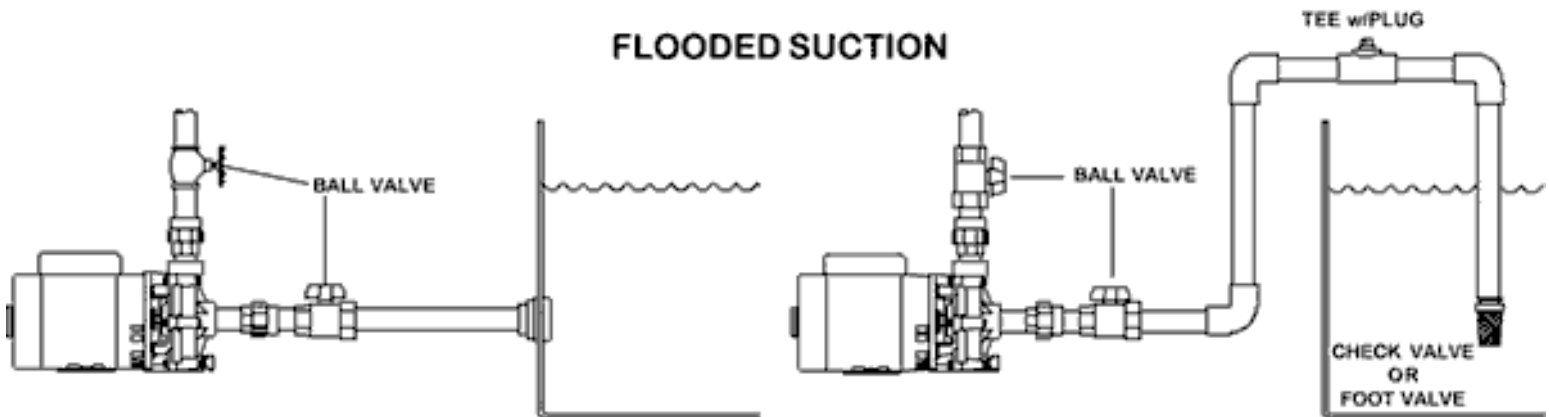 FLOODED SUCTION
TEE w/PLUG
BALL VALVE
BALL VALVE
CHECK VALVE
OR
FOOT VALVE